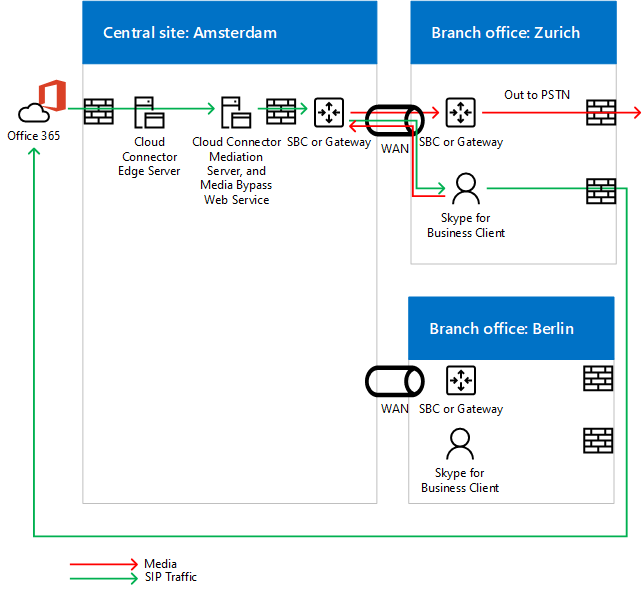 Central site: Amsterdam
Branch office: Zurich
Out to PSTN
Office 365
Cloud
Connector
Edge Server
Cloud Connector
Mediation
Server, and
Media Bypass
Web Service
SBC or Gateway
WAN
SBC or Gateway
Skype for
Business Client
Branch office: Berlin
WAN
SBC or Gateway
Skype for
Business Client
Media
SIP Traffic